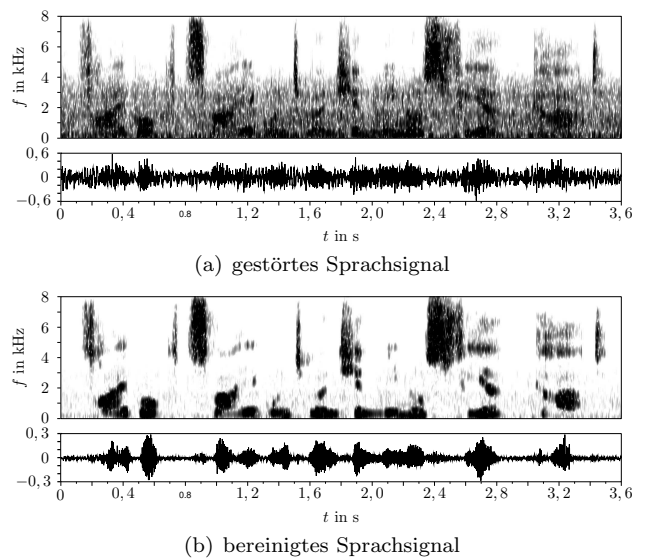 8
6
4
2
0
f in kHz
0,6
0
−0,6
0 0,4 0.8 1,2 1,6 2,0 2,4 2,8 3,2 3,6
t in s
(a) gestörtes Sprachsignal
8
6
4
2
0
f in kHz
0,3
0
−0,3
0 0,4 0.8 1,2 1,6 2,0 2,4 2,8 3,2 3,6
t in s
(b) bereinigtes Sprachsignal